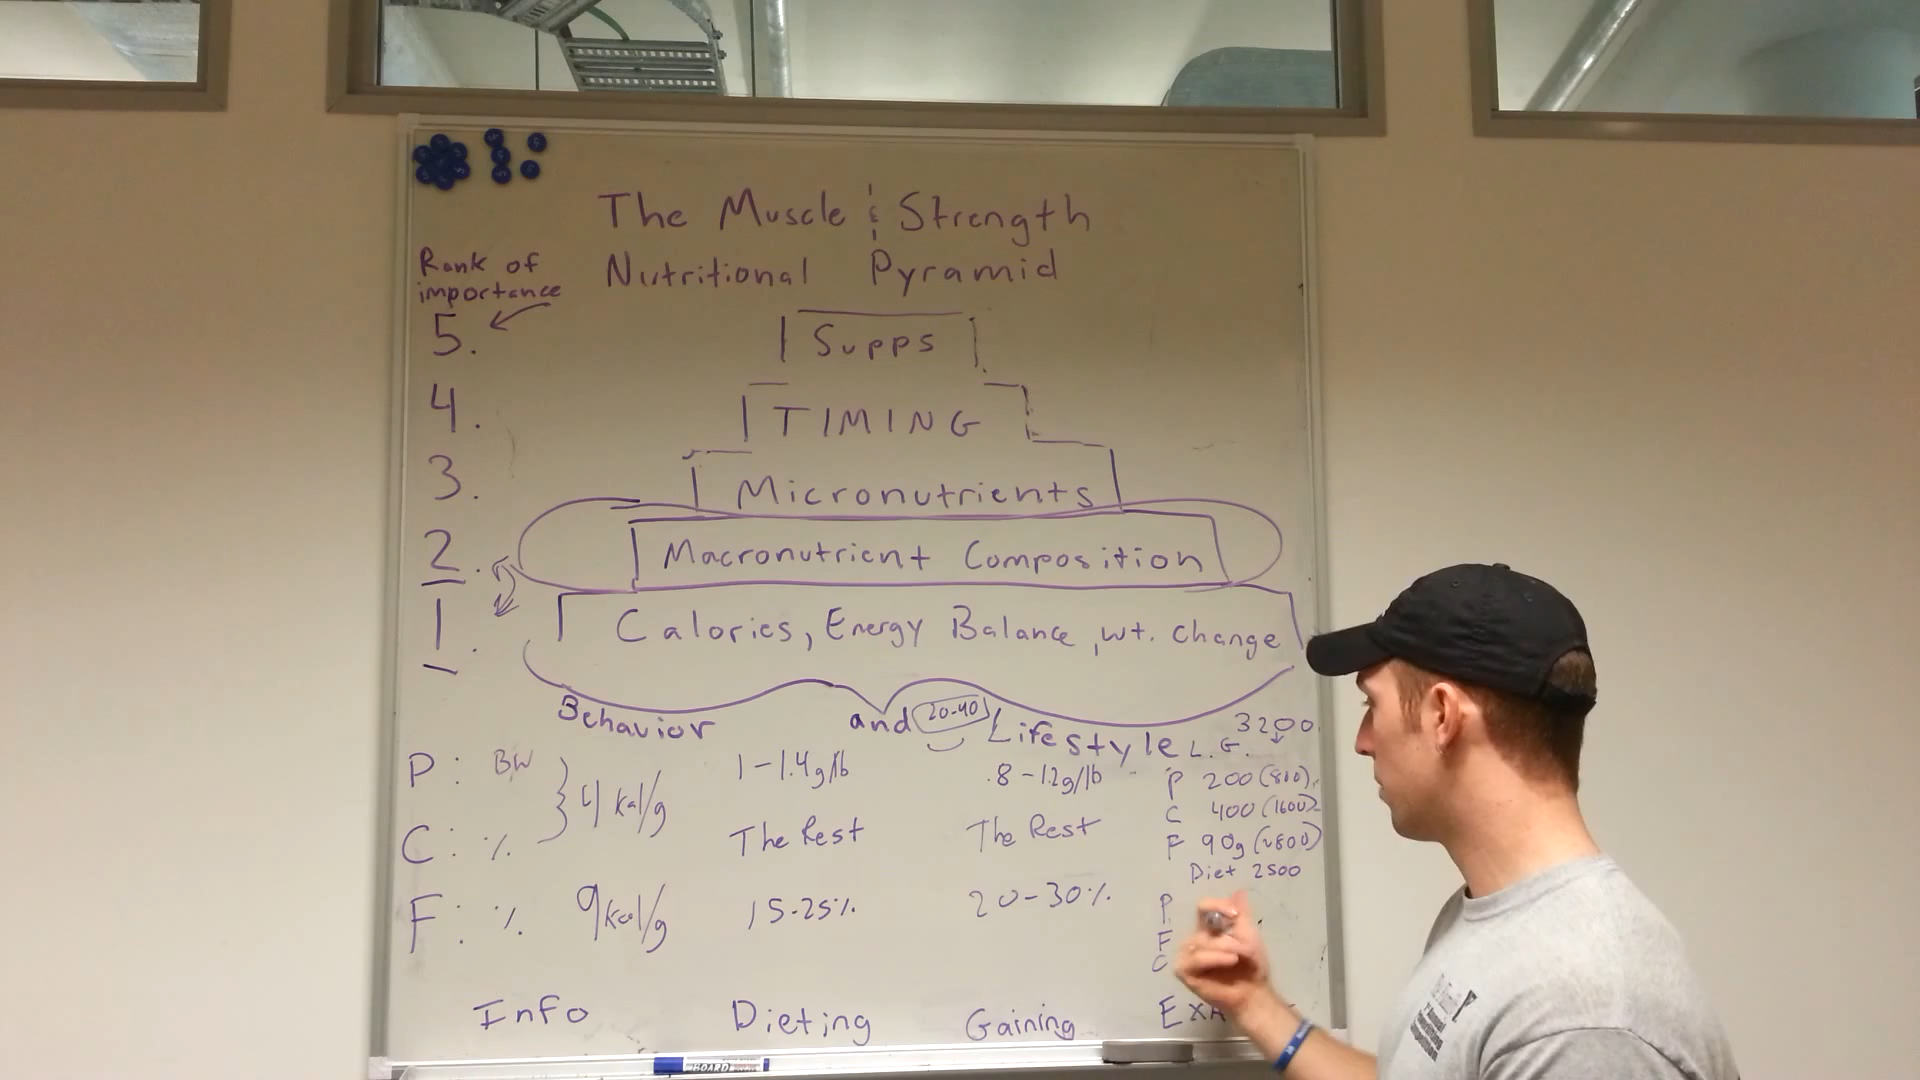 The Muscle & Strength
Nutritional Pyramid
Rank of
importance
5. Supps
4. TIMING
3. Micronutrients
2. Macronutrient Composition
1. Calories, Energy Balance, wt. change
Behavior and 20-40 Lifestyle
3200
L.G.
P: BW } 4 kcal/g 1-1.4g/lb .8-1.2g/lb P 200 (800)
C 400 (1600)
C: % The Rest The Rest F 90g (~800)
Diet 2500
F: % 9 kcal/g 15-25% 20-30% P
F
C
Info Dieting Gaining
BOARD